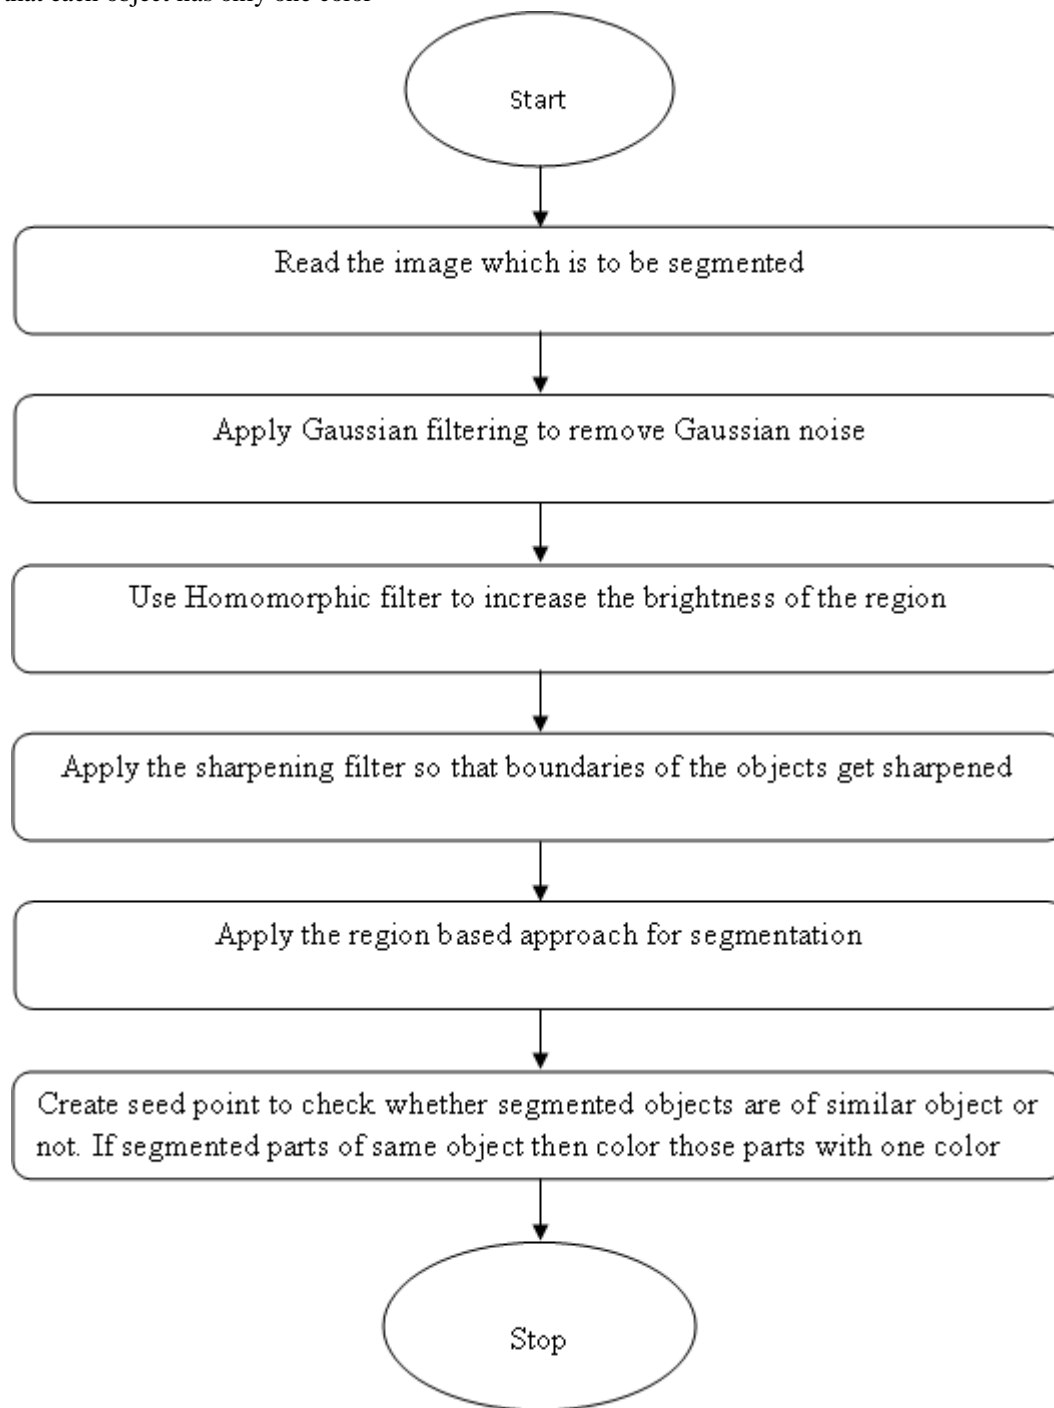 that each object has only one color
Start
Read the image which is to be segmented
Apply Gaussian filtering to remove Gaussian noise
Use Homomorphic filter to increase the brightness of the region
Apply the sharpening filter so that boundaries of the objects get sharpened
Apply the region based approach for segmentation
Create seed point to check whether segmented objects are of similar object or
not. If segmented parts of same object then color those parts with one color
Stop